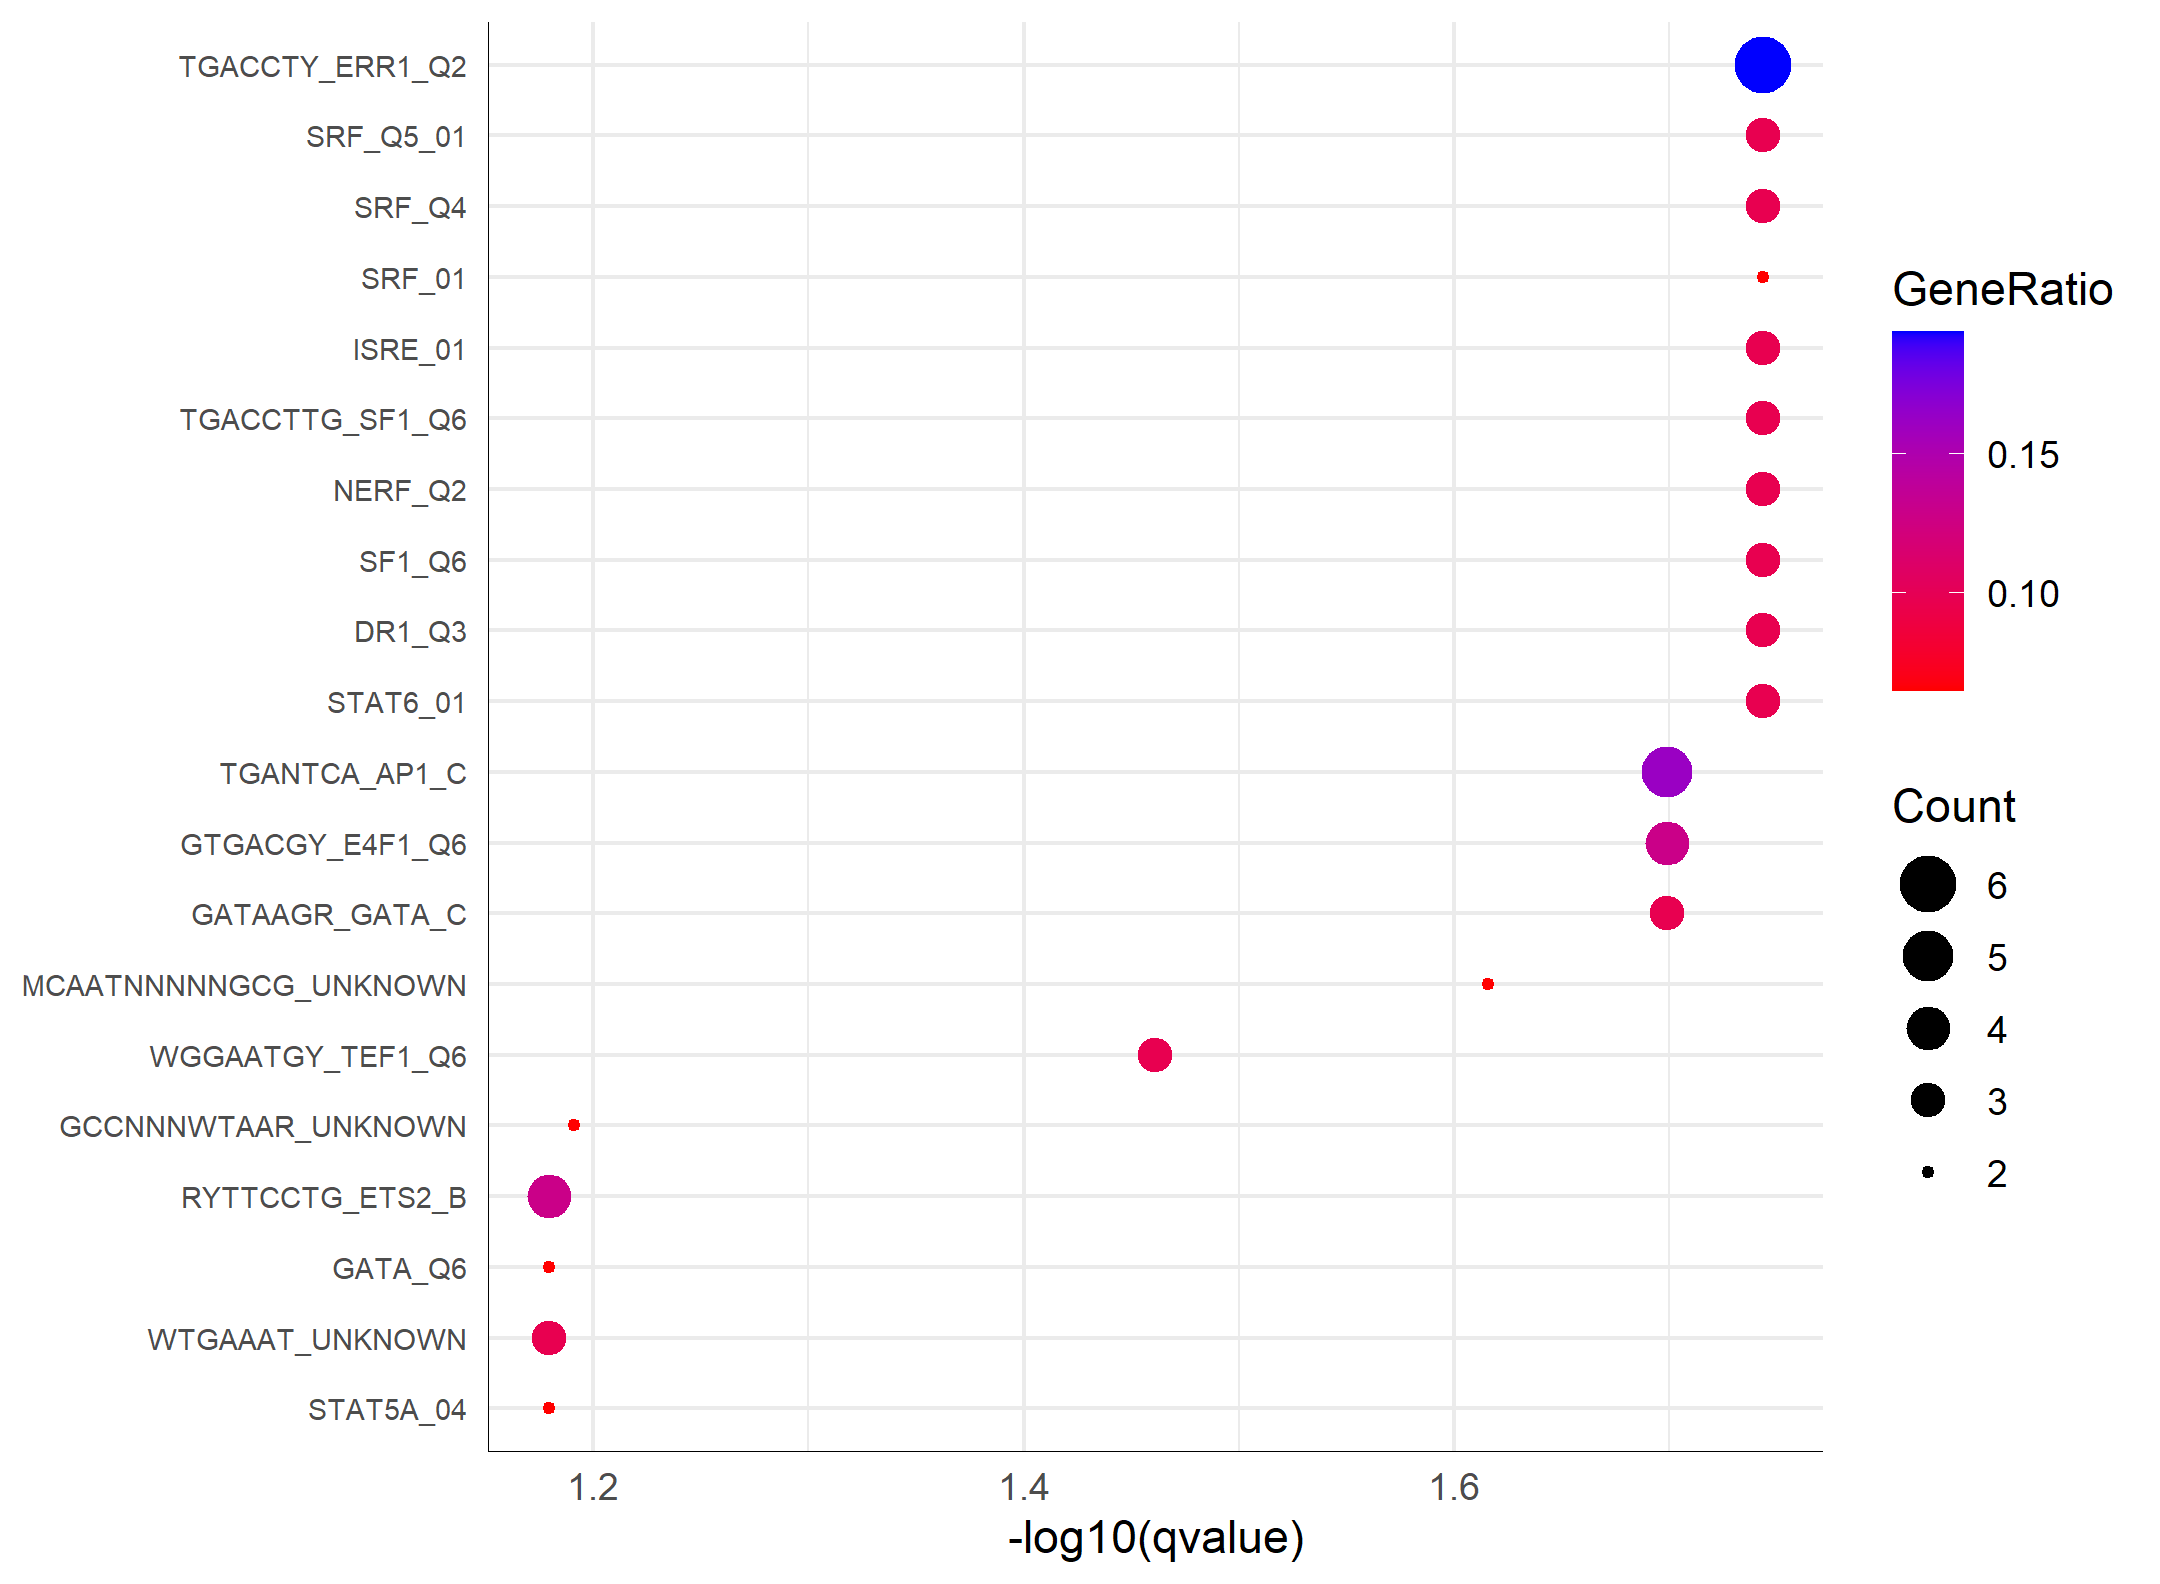 TGACCTY_ERR1_Q2
SRF_Q5_01
SRF_Q4
SRF_01
ISRE_01
TGACCTTG_SF1_Q6
NERF_Q2
SF1_Q6
DR1_Q3
STAT6_01
TGANTCA_AP1_C
GTGACGY_E4F1_Q6
GATAAGR_GATA_C
MCAATNNNNNGCG_UNKNOWN
WGGAATGY_TEF1_Q6
GCCNNNWTAAR_UNKNOWN
RYTTCCTG_ETS2_B
GATA_Q6
WTGAAAT_UNKNOWN
STAT5A_04
1.2
1.4
1.6
-log10(qvalue)
GeneRatio
0.15
0.10
Count
6
5
4
3
2